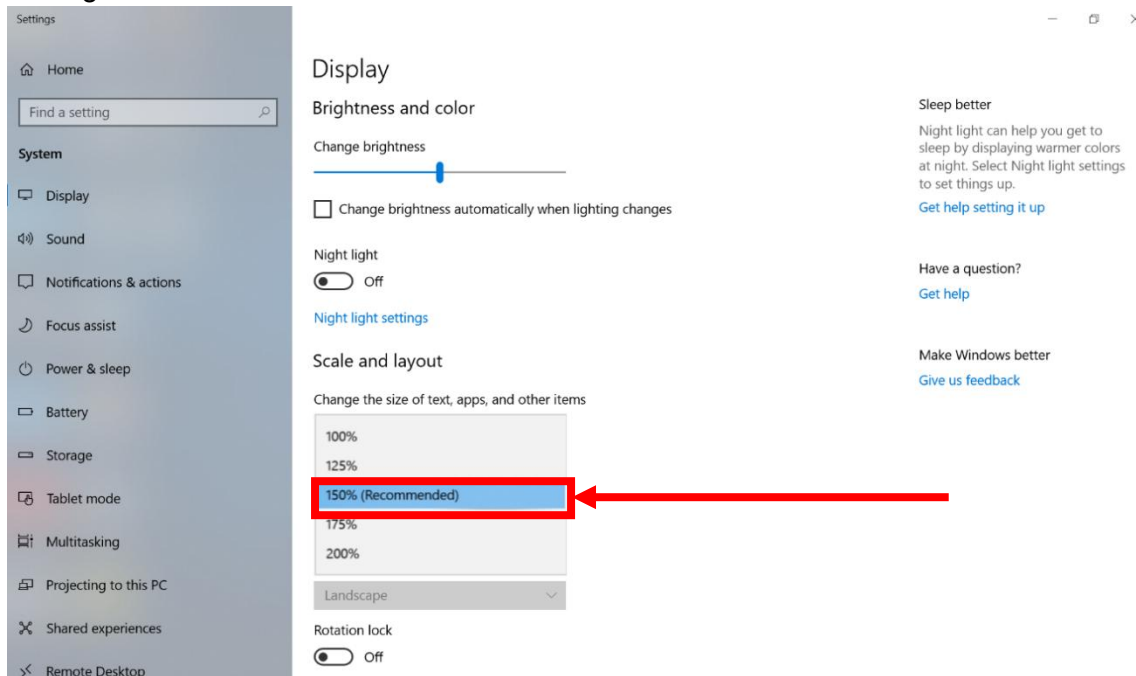 Settings
Home
Find a setting
System
Display
Sound
Notifications & actions
Focus assist
Power & sleep
Battery
Storage
Tablet mode
Multitasking
Projecting to this PC
Shared experiences
Remote Desktop
Display
Brightness and color
Change brightness
Change brightness automatically when lighting changes
Night light
Off
Night light settings
Scale and layout
Change the size of text, apps, and other items
100%
125%
150% (Recommended)
175%
200%
Landscape
Rotation lock
Off
Sleep better
Night light can help you get to
sleep by displaying warmer colors
at night. Select Night light settings
to set things up.
Get help setting it up
Have a question?
Get help
Make Windows better
Give us feedback